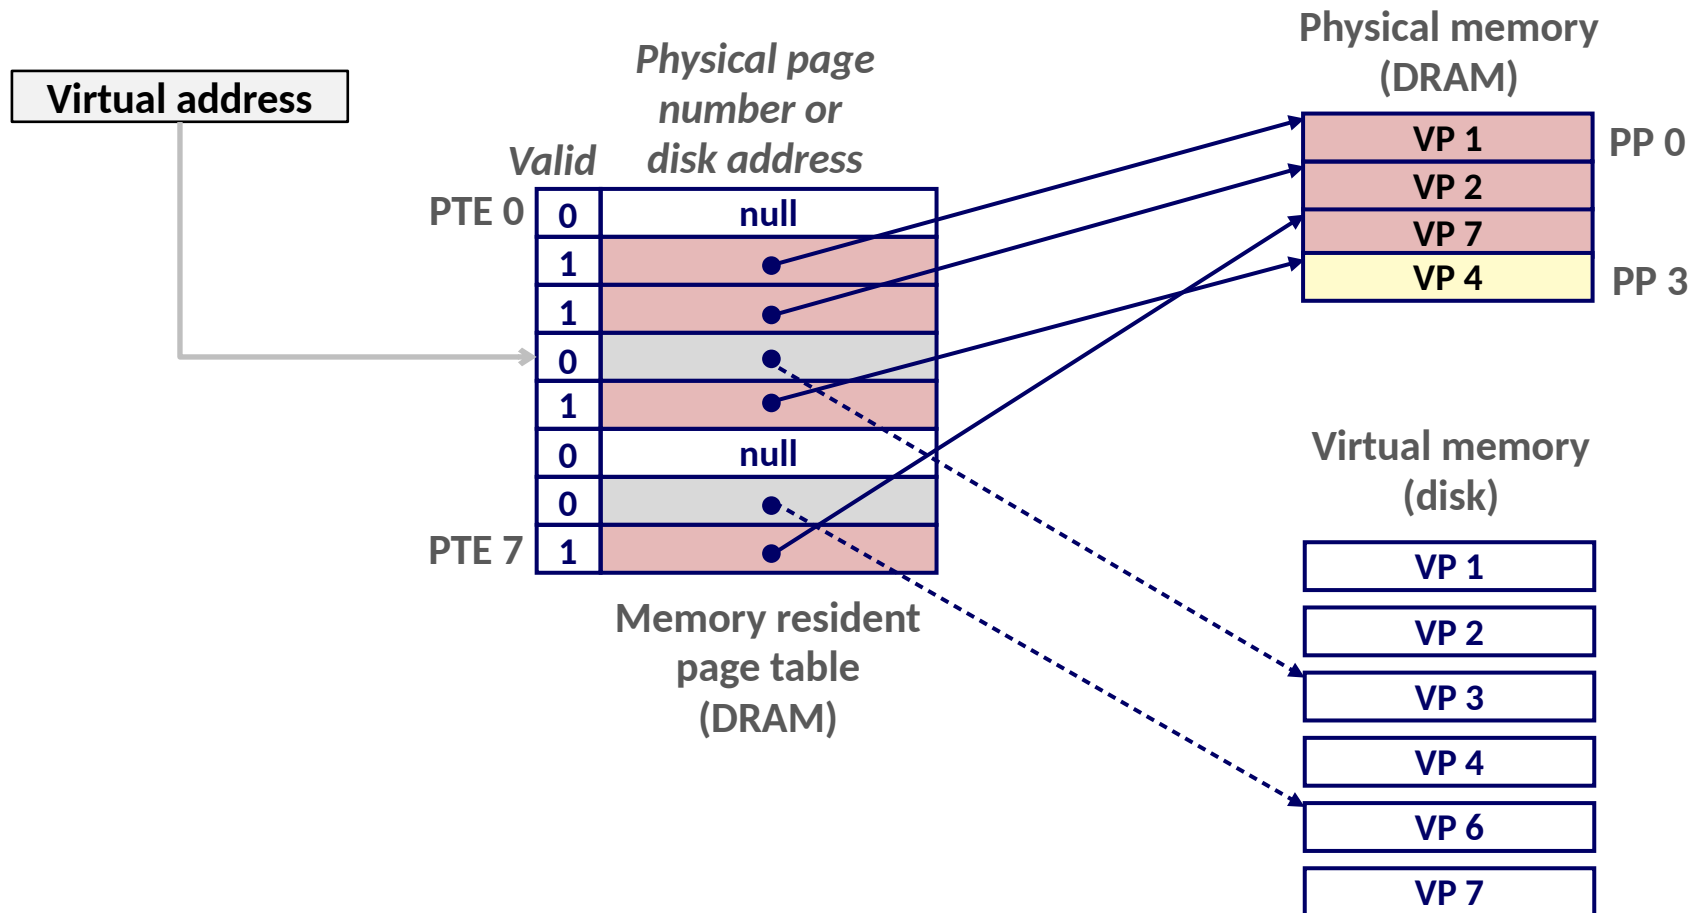 Virtual address
Physical page
number or
disk address
Valid
PTE 0
0
null
1
1
0
1
0
null
0
PTE 7
1
Memory resident
page table
(DRAM)
Physical memory
(DRAM)
VP 1
PP 0
VP 2
VP 7
VP 4
PP 3
Virtual memory
(disk)
VP 1
VP 2
VP 3
VP 4
VP 6
VP 7